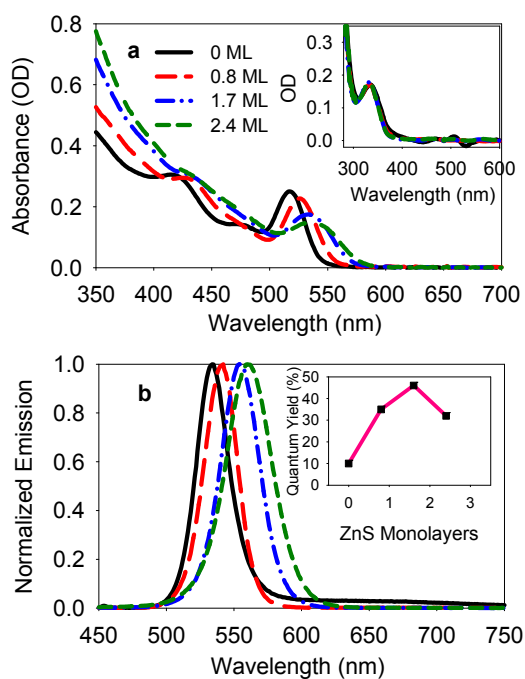 0.8
0.6
0.4
0.2
0.0
Absorbance (OD)
a
0 ML
0.8 ML
1.7 ML
2.4 ML
0.3
0.2
0.1
0.0
OD
300 400 500 600
Wavelength (nm)
350 400 450 500 550 600 650 700
Wavelength (nm)
1.0
0.8
0.6
0.4
0.2
0.0
Normalized Emission
b
50
40
30
20
10
0
Quantum Yield (%)
0 1 2 3
ZnS Monolayers
450 500 550 600 650 700 750
Wavelength (nm)